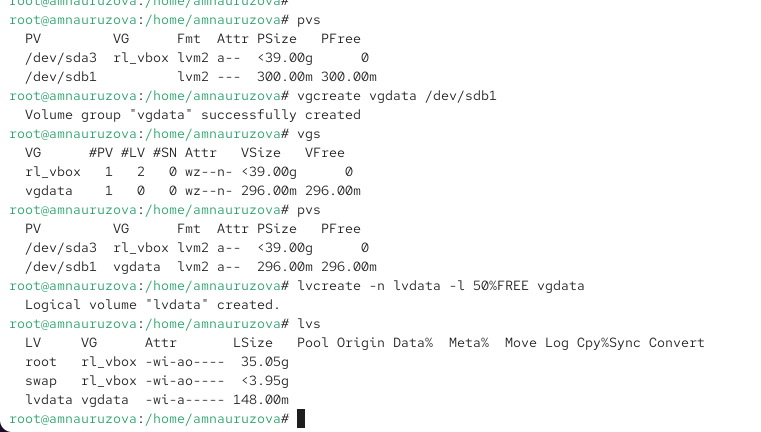 root@amnauruzova:/home/amnauruzova#
root@amnauruzova:/home/amnauruzova# pvs
  PV         VG      Fmt  Attr PSize   PFree
  /dev/sda3  rl_vbox lvm2 a--  <39.00g      0
  /dev/sdb1          lvm2 ---  300.00m 300.00m
root@amnauruzova:/home/amnauruzova# vgcreate vgdata /dev/sdb1
  Volume group "vgdata" successfully created
root@amnauruzova:/home/amnauruzova# vgs
  VG      #PV #LV #SN Attr   VSize   VFree
  rl_vbox   1   2   0 wz--n- <39.00g      0
  vgdata    1   0   0 wz--n- 296.00m 296.00m
root@amnauruzova:/home/amnauruzova# pvs
  PV         VG      Fmt  Attr PSize   PFree
  /dev/sda3  rl_vbox lvm2 a--  <39.00g      0
  /dev/sdb1  vgdata  lvm2 a--  296.00m 296.00m
root@amnauruzova:/home/amnauruzova# lvcreate -n lvdata -l 50%FREE vgdata
  Logical volume "lvdata" created.
root@amnauruzova:/home/amnauruzova# lvs
  LV     VG      Attr       LSize   Pool Origin Data%  Meta%  Move Log Cpy%Sync Convert
  root   rl_vbox -wi-ao----  35.05g
  swap   rl_vbox -wi-ao----  <3.95g
  lvdata vgdata  -wi-a----- 148.00m
root@amnauruzova:/home/amnauruzova#